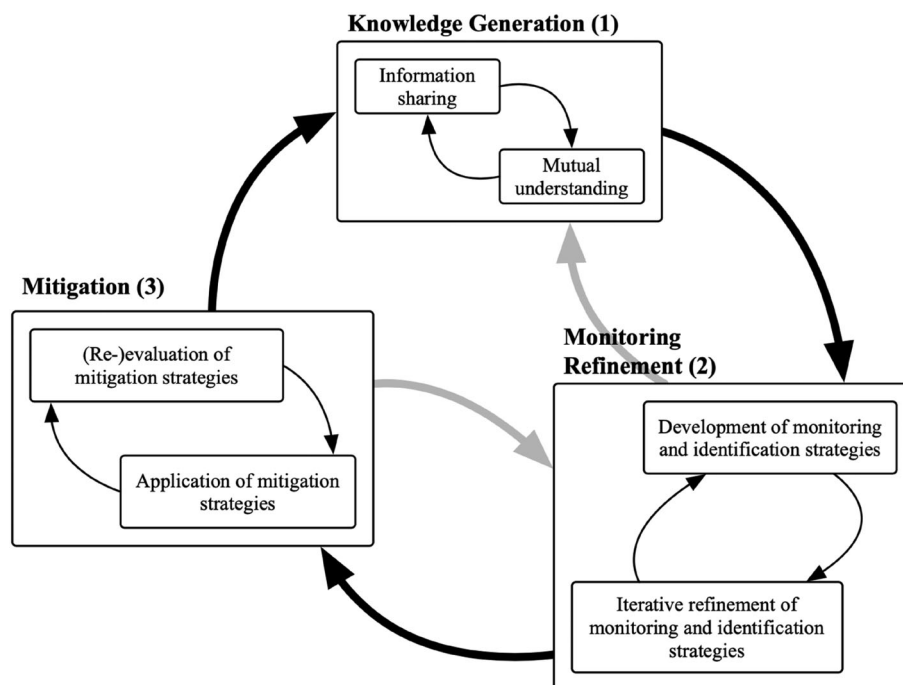 Knowledge Generation (1)
Information
sharing
Mutual
understanding
Mitigation (3)
(Re-)evaluation of
mitigation strategies
Application of mitigation
strategies
Monitoring
Refinement (2)
Development of monitoring
and identification strategies
Iterative refinement of
monitoring and identification
strategies